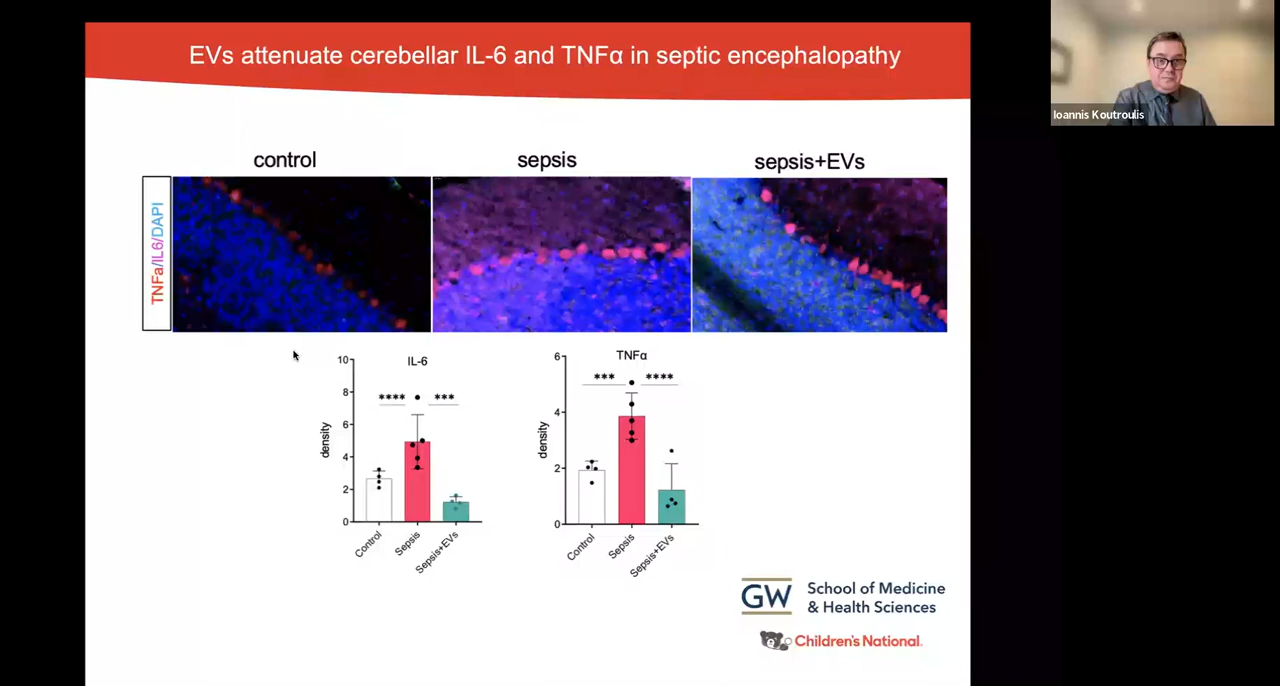 EVs attenuate cerebellar IL-6 and TNFα in septic encephalopathy
Ioannis Koutroulis
control
sepsis
sepsis+EVs
TNFa/IL6/DAPI
IL-6
density
10
8
6
4
2
0
****
***
Control
Sepsis
Sepsis+EVs
TNFα
density
6
4
2
0
***
****
Control
Sepsis
Sepsis+EVs
GW
School of Medicine
& Health Sciences
Children's National.